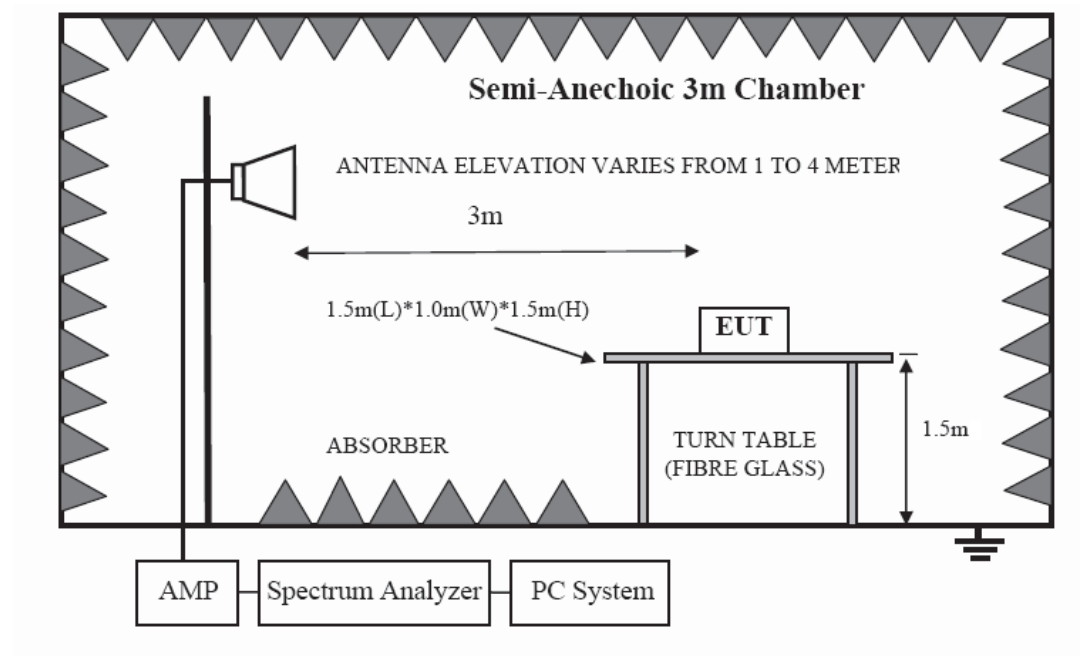 Semi-Anechoic 3m Chamber
ANTENNA ELEVATION VARIES FROM 1 TO 4 METER
3m
1.5m(L)*1.0m(W)*1.5m(H)
EUT
1.5m
ABSORBER
TURN TABLE
(FIBRE GLASS)
AMP
Spectrum Analyzer
PC System